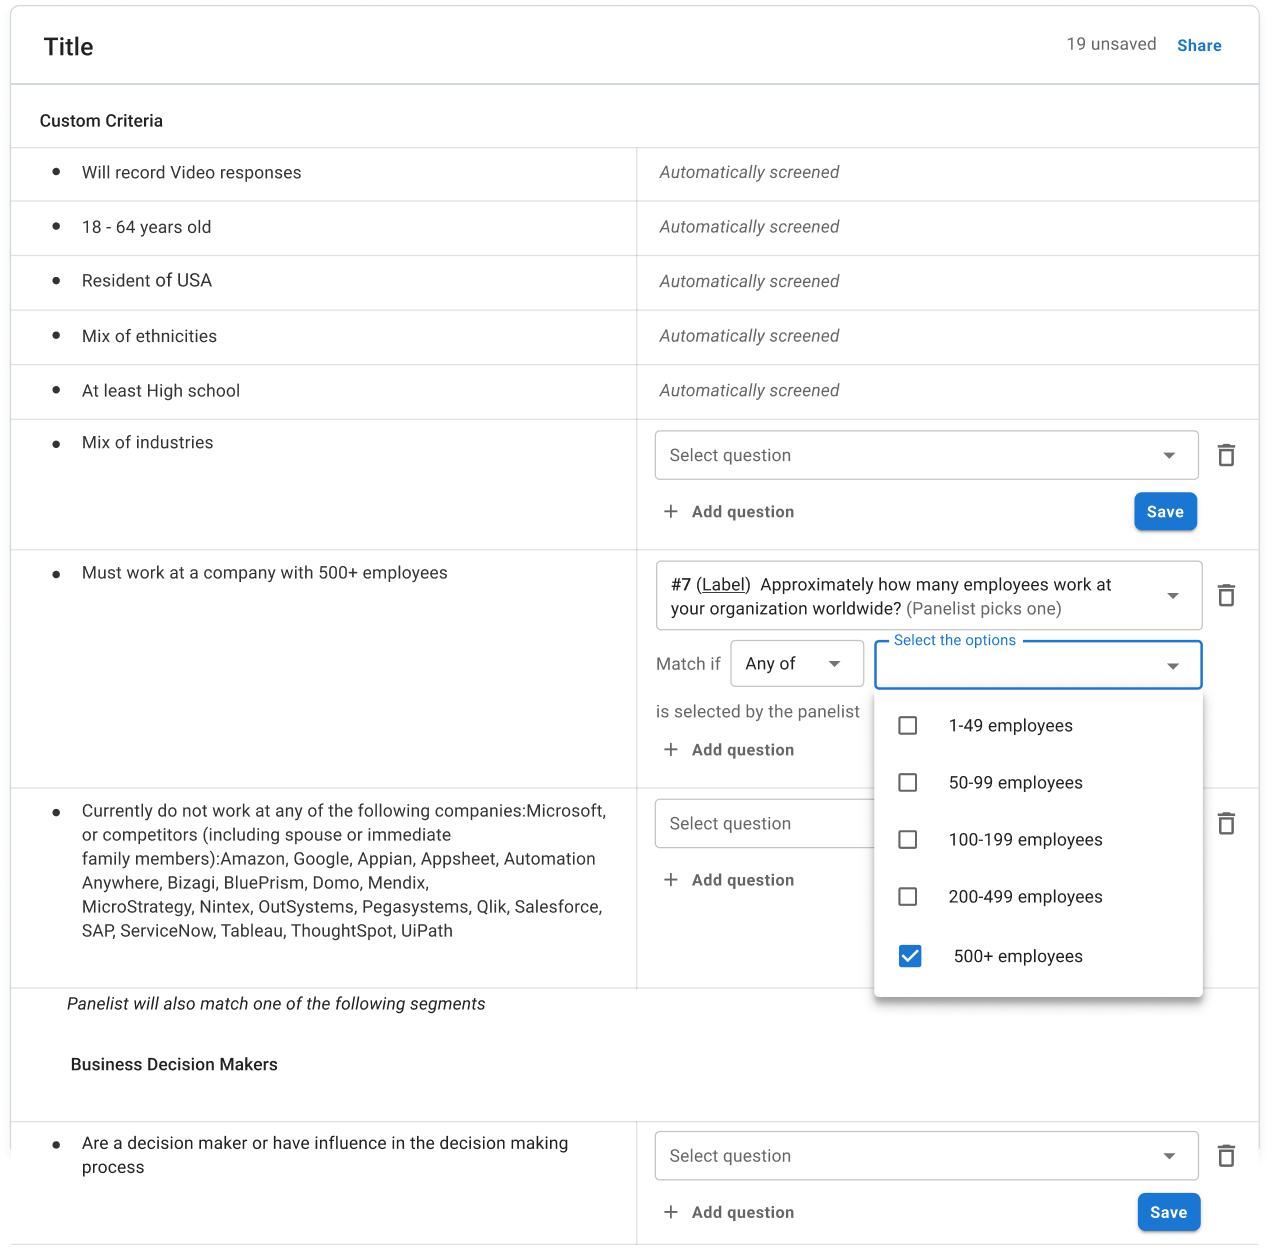 Title
19 unsaved Share
Custom Criteria
Will record Video responses
Automatically screened
18 - 64 years old
Automatically screened
Resident of USA
Automatically screened
Mix of ethnicities
Automatically screened
At least High school
Automatically screened
Mix of industries
Select question
+ Add question
Save
Must work at a company with 500+ employees
#7 (Label) Approximately how many employees work at
your organization worldwide? (Panelist picks one)
Match if
Any of
Select the options
is selected by the panelist
+ Add question
1-49 employees
50-99 employees
100-199 employees
200-499 employees
500+ employees
Currently do not work at any of the following companies:Microsoft,
or competitors (including spouse or immediate
family members):Amazon, Google, Appian, Appsheet, Automation
Anywhere, Bizagi, BluePrism, Domo, Mendix,
MicroStrategy, Nintex, OutSystems, Pegasystems, Qlik, Salesforce,
SAP, ServiceNow, Tableau, ThoughtSpot, UiPath
Select question
+ Add question
Panelist will also match one of the following segments
Business Decision Makers
Are a decision maker or have influence in the decision making
process
Select question
+ Add question
Save